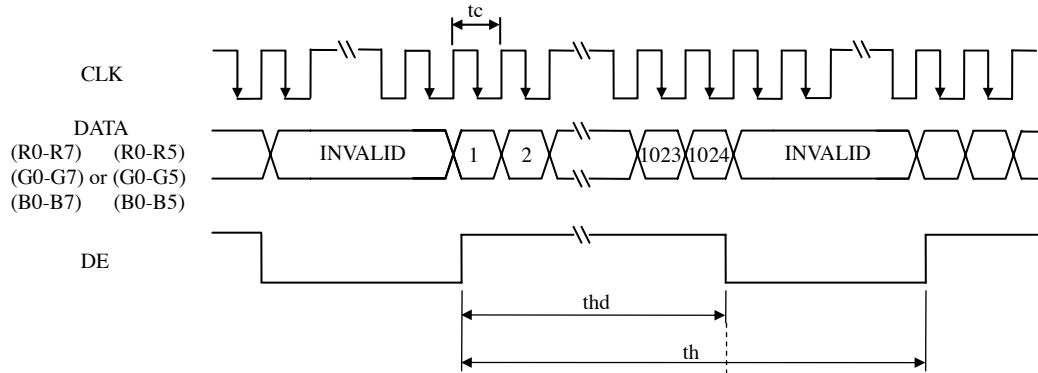 tc
CLK
DATA
(R0-R7) (R0-R5)
(G0-G7) or (G0-G5)
(B0-B7) (B0-B5)
INVALID 1 2 1023 1024 INVALID
DE
thd
th